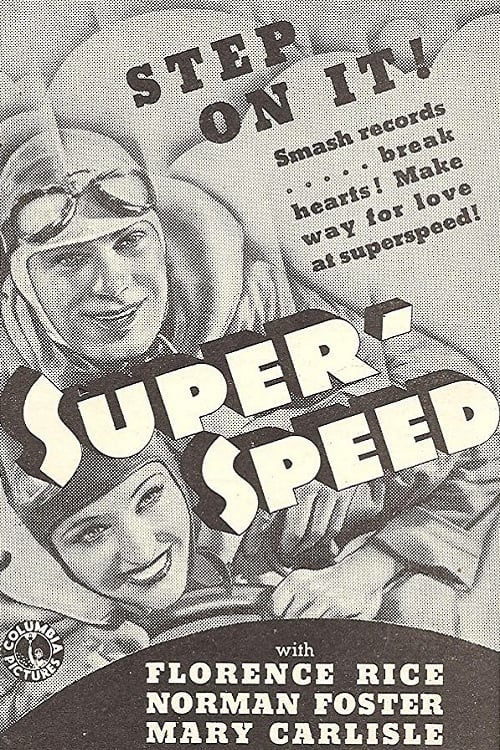 STEP
ON IT!
Smash records
. . . . . break
hearts! Make
way for love
at superspeed!
SUPER-
SPEED
COLUMBIA
PICTURES
with
FLORENCE RICE
NORMAN FOSTER
MARY CARLISLE